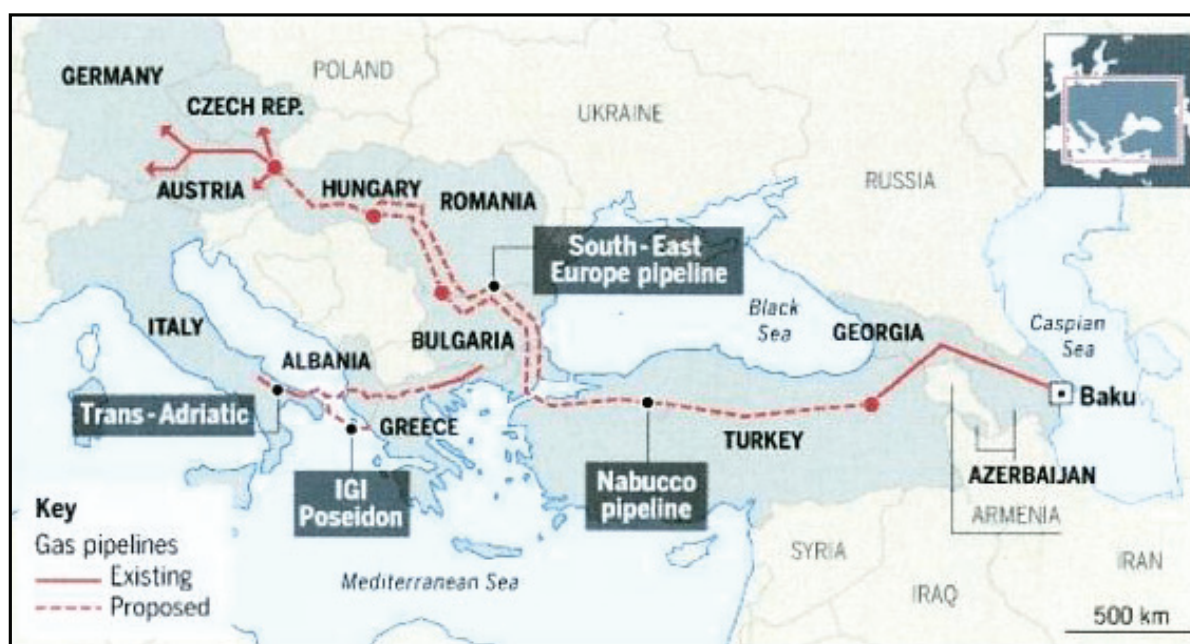 GERMANY
POLAND
CZECH REP.
UKRAINE
AUSTRIA
HUNGARY
ROMANIA
RUSSIA
South-East
Europe pipeline
Black
Sea
Caspian
Sea
ITALY
ALBANIA
BULGARIA
GEORGIA
Baku
Trans-Adriatic
GREECE
TURKEY
IGI
Poseidon
Nabucco
pipeline
AZERBAIJAN
ARMENIA
Key
Gas pipelines
Existing
Proposed
Mediterranean Sea
SYRIA
IRAQ
IRAN
500 km